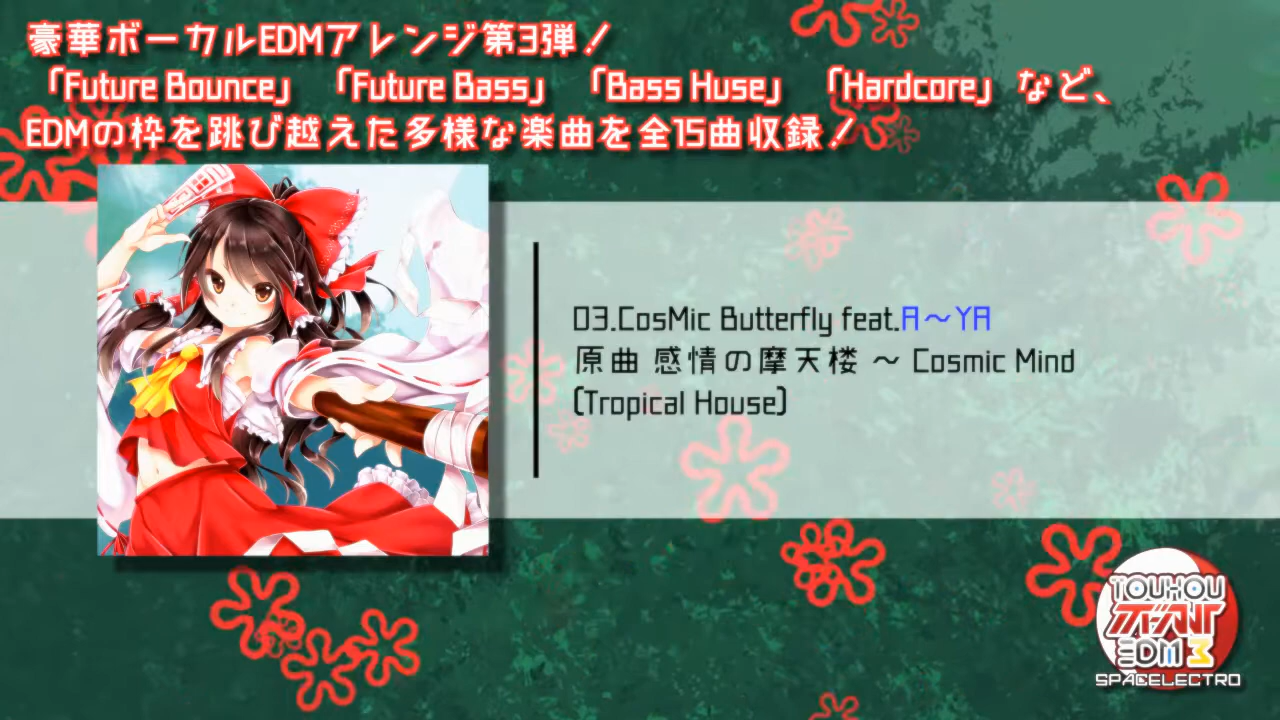 豪華ボーカルEDMアレンジ第3弾！
「Future Bounce」「Future Bass」「Bass Huse」「Hardcore」など、
EDMの枠を跳び越えた多様な楽曲を全15曲収録！
03.CosMic Butterfly feat.A～YA
原曲 感情の摩天楼 ～ Cosmic Mind
(Tropical House)
TOUHOU
EDM 3
SPACELECTRO